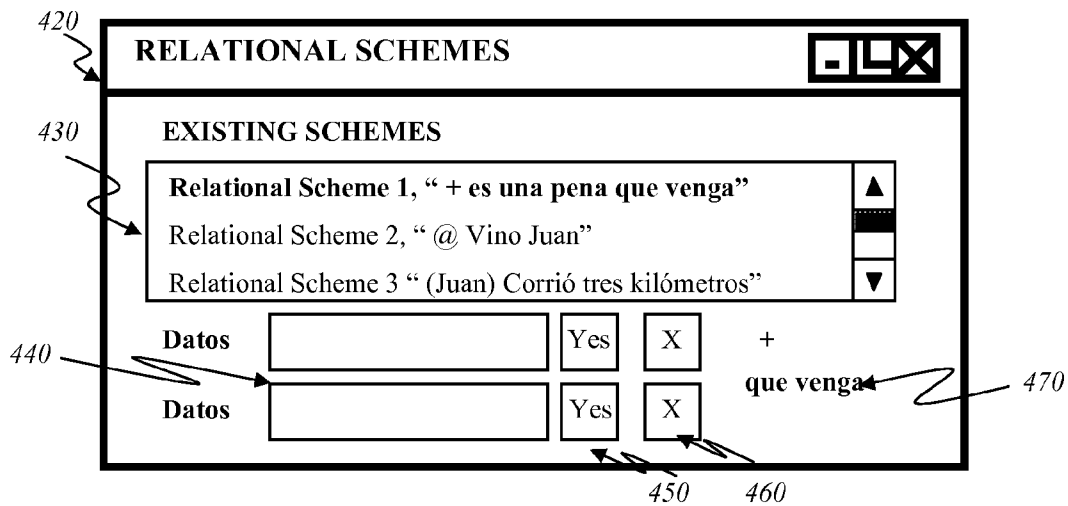 420
RELATIONAL SCHEMES
430
EXISTING SCHEMES
Relational Scheme 1, “ + es una pena que venga”
Relational Scheme 2, “ @ Vino Juan”
Relational Scheme 3 “ (Juan) Corrió tres kilómetros”
440
Datos Yes X +
que venga 470
Datos Yes X
450 460